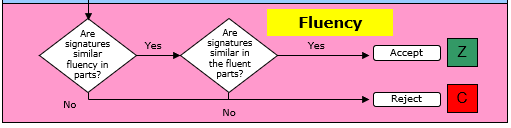 Fluency
Are
signatures
similar
fluency in
parts?
Yes
Are
signatures
similar in
the fluent
parts?
Yes
Accept
Z
No
No
Reject
C